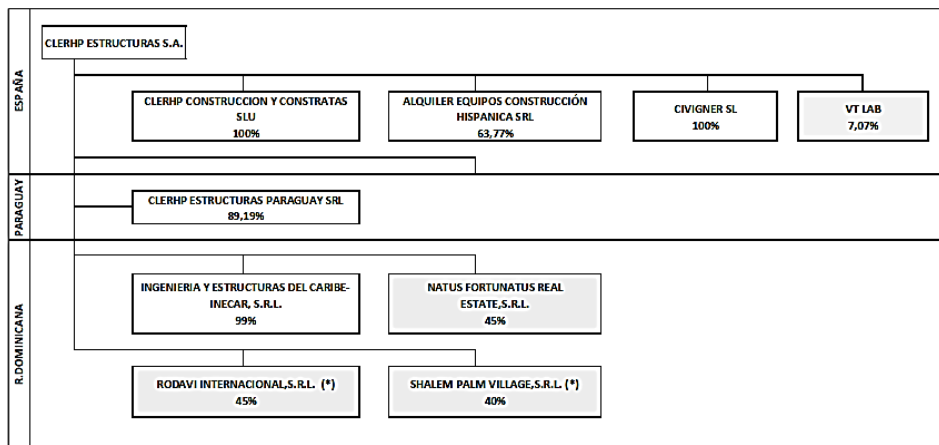 ESPAÑA
CLERHP ESTRUCTURAS S.A.
CLERHP CONSTRUCCION Y CONSTRATAS
SLU
100%
ALQUILER EQUIPOS CONSTRUCCIÓN
HISPANICA SRL
63,77%
CIVIGNER SL
100%
VT LAB
7,07%
PARAGUAY
CLERHP ESTRUCTURAS PARAGUAY SRL
89,19%
R.DOMINICANA
INGENIERIA Y ESTRUCTURAS DEL CARIBE-
INECAR, S.R.L.
99%
NATUS FORTUNATUS REAL
ESTATE,S.R.L.
45%
RODAVI INTERNACIONAL,S.R.L. (*)
45%
SHALEM PALM VILLAGE,S.R.L. (*)
40%